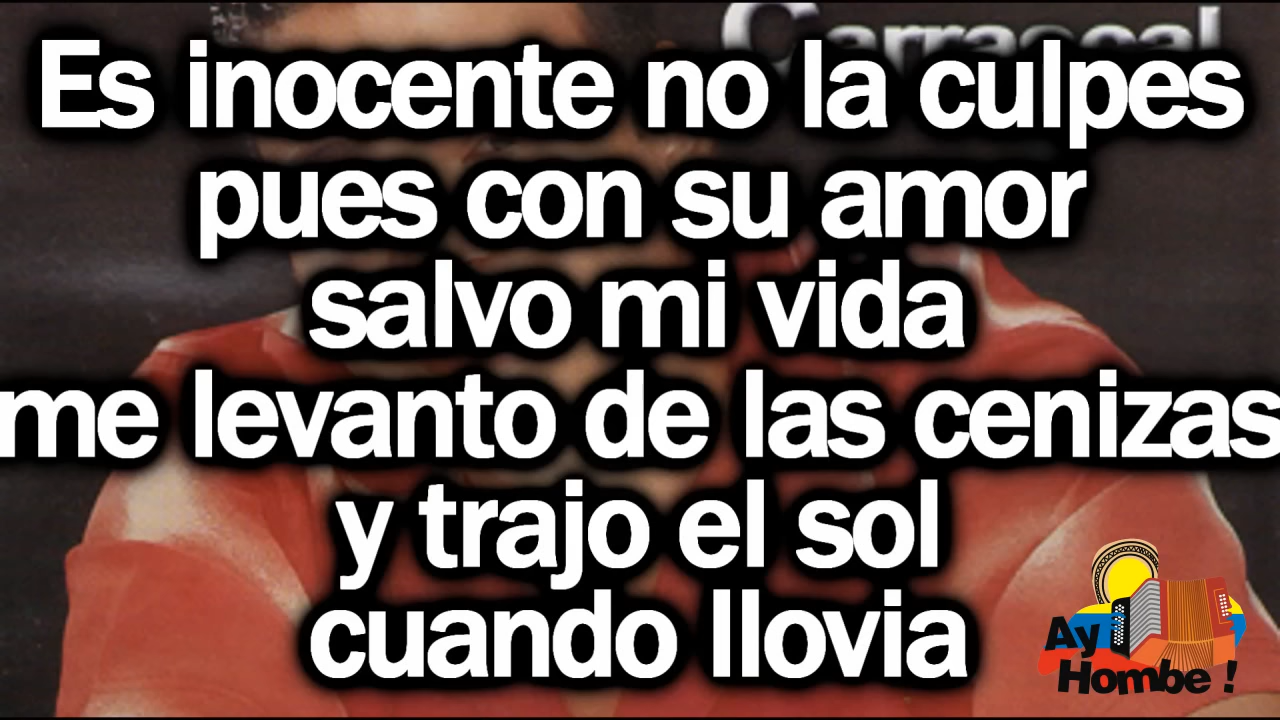 Carrascal
Es inocente no la culpes
pues con su amor
salvo mi vida
me levanto de las cenizas
y trajo el sol
cuando llovia
Ay
Hombe !